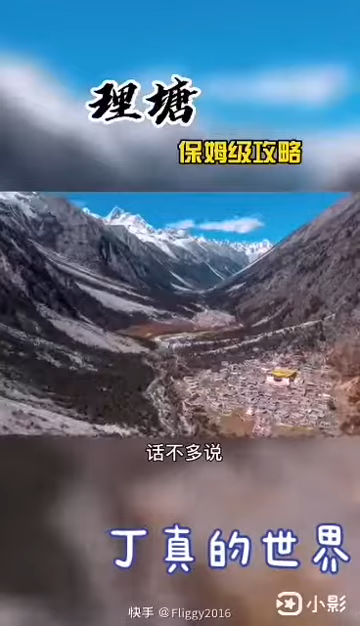 理塘
保姆级攻略
话不多说
丁真的世界
小影
快手 @Fliggy2016